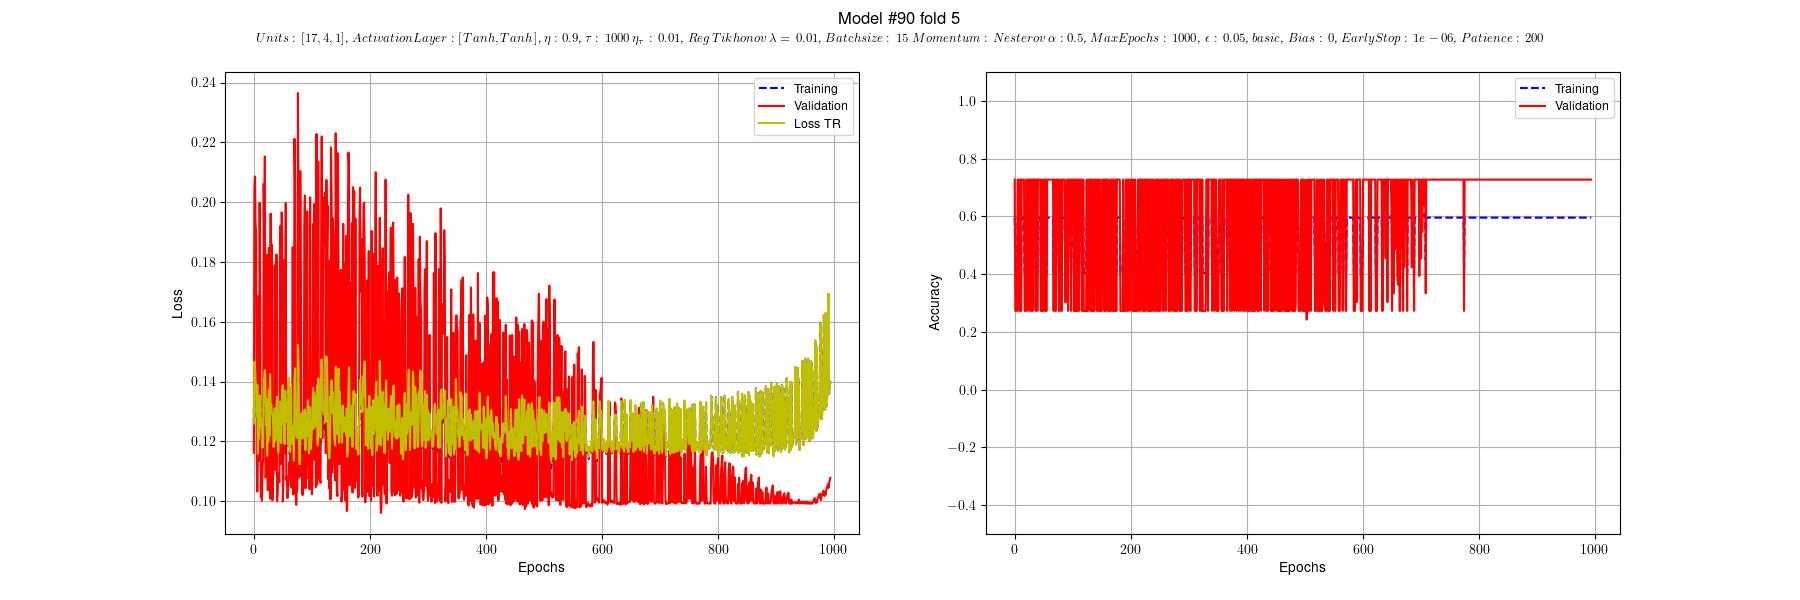 Model #90 fold 5
Units : [17, 4, 1], ActivationLayer : [Tanh, Tanh], η : 0.9, τ : 1000 η_τ : 0.01, Reg Tikhonov λ = 0.01, Batchsize : 15 Momentum : Nesterov α : 0.5, MaxEpochs : 1000, ϵ : 0.05, basic, Bias : 0, EarlyStop : 1e − 06, Patience : 200
0.24
0.22
0.20
0.18
0.16
0.14
0.12
0.10
Loss
0 200 400 600 800 1000
Epochs
Training
Validation
Loss TR
1.0
0.8
0.6
0.4
0.2
0.0
−0.2
−0.4
Accuracy
0 200 400 600 800 1000
Epochs
Training
Validation